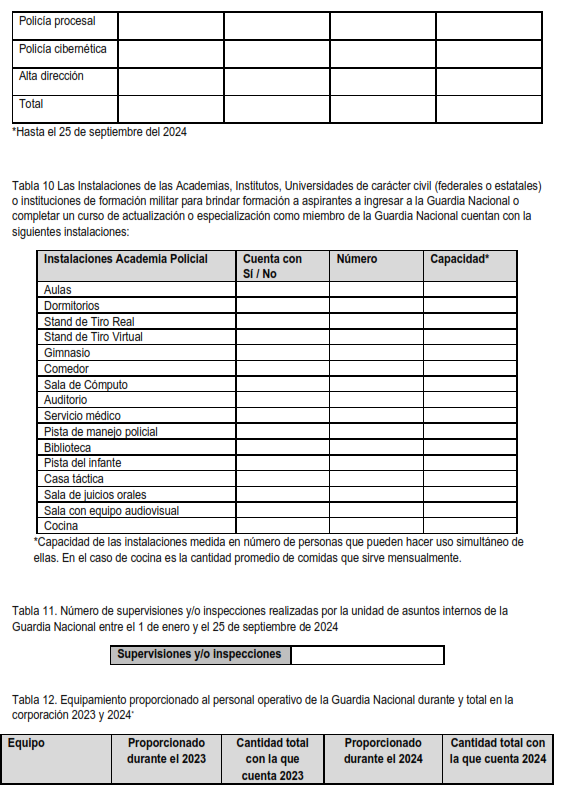 Policía procesal
Policía cibernética
Alta dirección
Total
*Hasta el 25 de septiembre del 2024
Tabla 10 Las Instalaciones de las Academias, Institutos, Universidades de carácter civil (federales o estatales)
o instituciones de formación militar para brindar formación a aspirantes a ingresar a la Guardia Nacional o
completar un curso de actualización o especialización como miembro de la Guardia Nacional cuentan con la
siguientes instalaciones:
Instalaciones Academia Policial Cuenta con Número Capacidad*
Sí / No
Aulas
Dormitorios
Stand de Tiro Real
Stand de Tiro Virtual
Gimnasio
Comedor
Sala de Cómputo
Auditorio
Servicio médico
Pista de manejo policial
Biblioteca
Pista del infante
Casa táctica
Sala de juicios orales
Sala con equipo audiovisual
Cocina
*Capacidad de las instalaciones medida en número de personas que pueden hacer uso simultáneo de
ellas. En el caso de cocina es la cantidad promedio de comidas que sirve mensualmente.
Tabla 11. Número de supervisiones y/o inspecciones realizadas por la unidad de asuntos internos de la
Guardia Nacional entre el 1 de enero y el 25 de septiembre de 2024
Supervisiones y/o inspecciones
Tabla 12. Equipamiento proporcionado al personal operativo de la Guardia Nacional durante y total en la
corporación 2023 y 2024*
Equipo Proporcionado Cantidad total Proporcionado Cantidad total con
durante el 2023 con la que durante el 2024 la que cuenta 2024
cuenta 2023